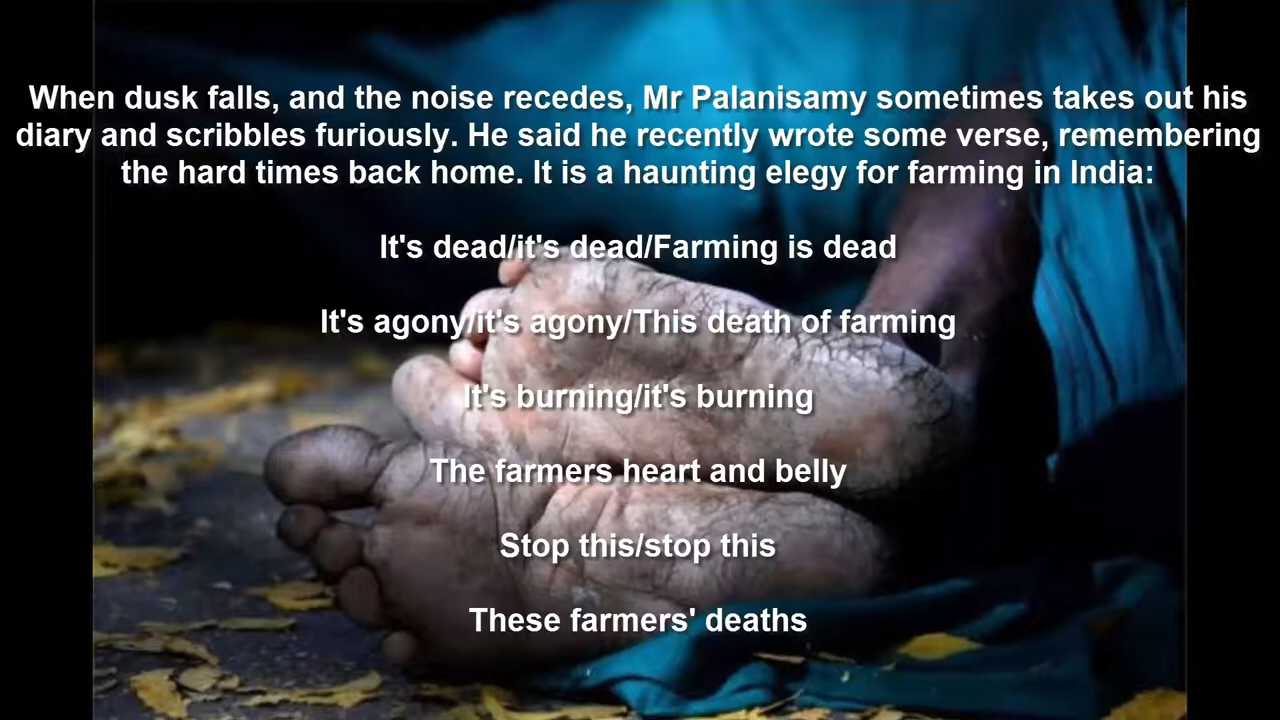 When dusk falls, and the noise recedes, Mr Palanisamy sometimes takes out his
diary and scribbles furiously. He said he recently wrote some verse, remembering
the hard times back home. It is a haunting elegy for farming in India:
It's dead/it's dead/Farming is dead
It's agony/it's agony/This death of farming
It's burning/it's burning
The farmers heart and belly
Stop this/stop this
These farmers' deaths